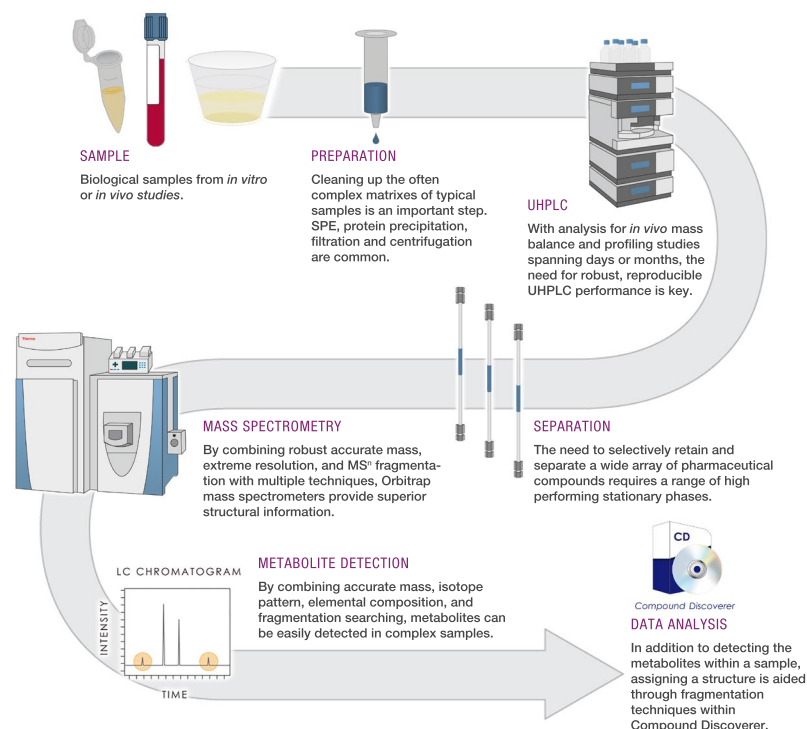 SAMPLE
Biological samples from in vitro
or in vivo studies.
PREPARATION
Cleaning up the often
complex matrixes of typical
samples is an important step.
SPE, protein precipitation,
filtration and centrifugation
are common.
UHPLC
With analysis for in vivo mass
balance and profiling studies
spanning days or months, the
need for robust, reproducible
UHPLC performance is key.
SEPARATION
The need to selectively retain and
separate a wide array of pharmaceutical
compounds requires a range of high
performing stationary phases.
Thermo
MASS SPECTROMETRY
By combining robust accurate mass,
extreme resolution, and MSⁿ fragmenta-
tion with multiple techniques, Orbitrap
mass spectrometers provide superior
structural information.
METABOLITE DETECTION
By combining accurate mass, isotope
pattern, elemental composition, and
fragmentation searching, metabolites can
be easily detected in complex samples.
LC CHROMATOGRAM
INTENSITY
TIME
CD
Compound Discoverer
DATA ANALYSIS
In addition to detecting the
metabolites within a sample,
assigning a structure is aided
through fragmentation
techniques within
Compound Discoverer.